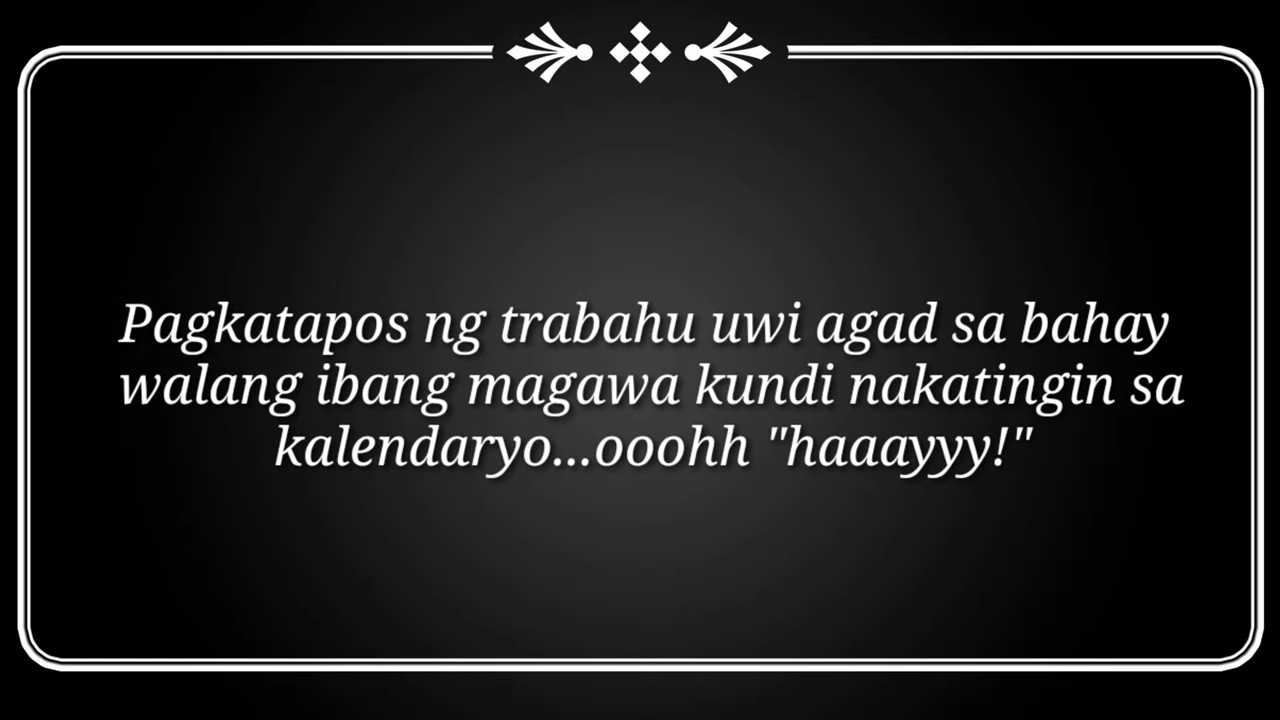 Pagkatapos ng trabahu uwi agad sa bahay
walang ibang magawa kundi nakatingin sa
kalendaryo...ooohh "haaayyy!"